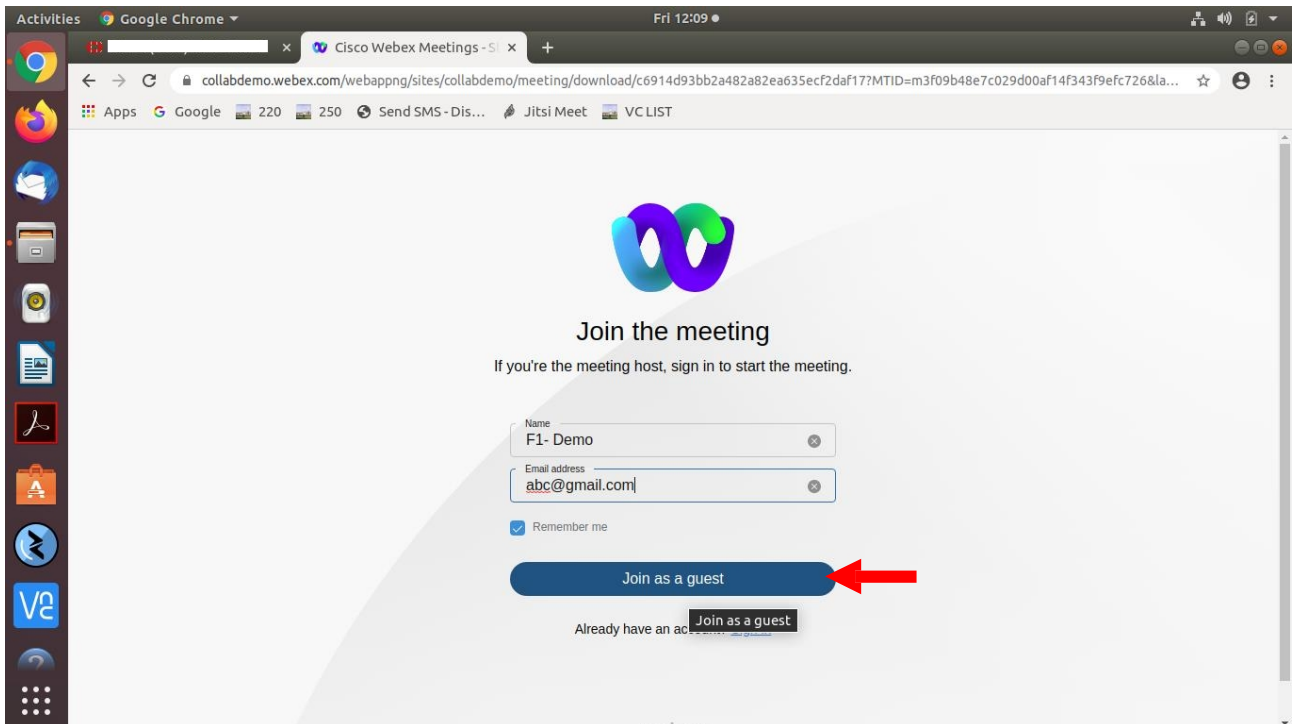 Activities Google Chrome Fri 12:09
Cisco Webex Meetings - S
collabdemo.webex.com/webappng/sites/collabdemo/meeting/download/c6914d93bb2a482a82ea635ecf2daf17?MTID=m3f09b48e7c029d00af14f343f9efc726&la...
Apps Google 220 250 Send SMS - Dis... Jitsi Meet VC LIST
Join the meeting
If you're the meeting host, sign in to start the meeting.
Name
F1- Demo
Email address
abc@gmail.com
Remember me
Join as a guest
Join as a guest
Already have an